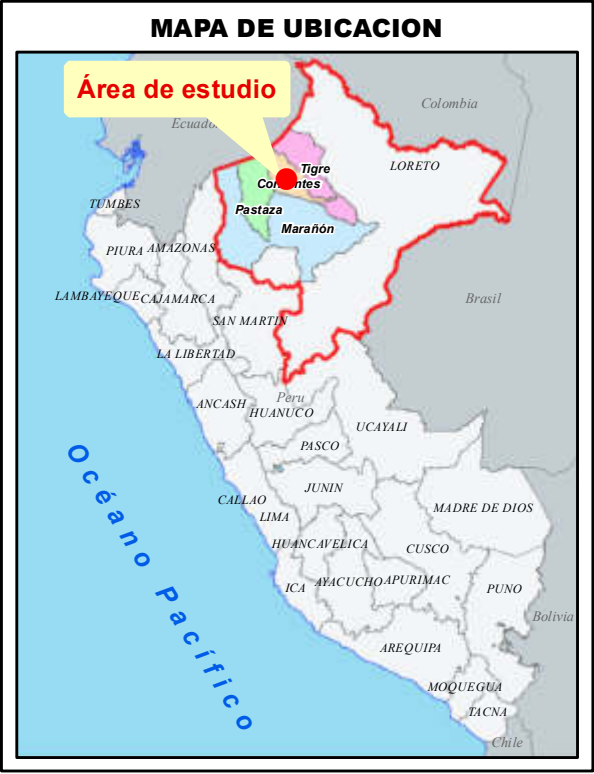 MAPA DE UBICACION
Área de estudio
Colombia
LORETO
Tigre
Pastaza
Marañón
TUMBES
PIURA
AMAZONAS
LAMBAYEQUE
CAJAMARCA
SAN MARTIN
Brasil
LA LIBERTAD
Peru
ANCASH
HUANUCO
UCAYALI
PASCO
Océano Pacífico
CALLAO
JUNIN
LIMA
MADRE DE DIOS
HUANCAVELICA
CUSCO
ICA
AYACUCHO
APURIMAC
PUNO
Bolivia
AREQUIPA
MOQUEGUA
TACNA
Chile